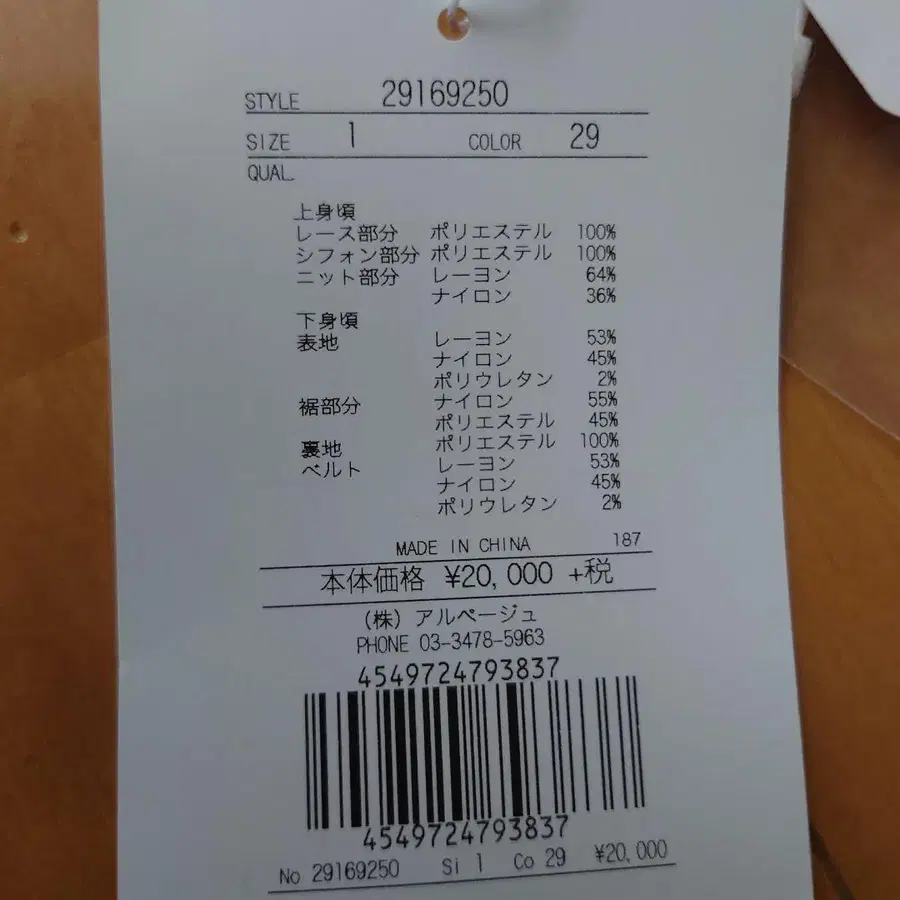 STYLE 29169250
SIZE 1 COLOR 29
QUAL.
上身頃
レース部分 ポリエステル 100%
シフォン部分 ポリエステル 100%
ニット部分 レーヨン 64%
ナイロン 36%
下身頃
表地 レーヨン 53%
ナイロン 45%
ポリウレタン 2%
裾部分 ナイロン 55%
ポリエステル 45%
裏地 ポリエステル 100%
ベルト レーヨン 53%
ナイロン 45%
ポリウレタン 2%
MADE IN CHINA 187
本体価格 ¥20,000 +税
(株) アルページュ
PHONE 03-3478-5963
4549724793837
4549724793837
No 29169250 Si 1 Co 29 ¥20,000